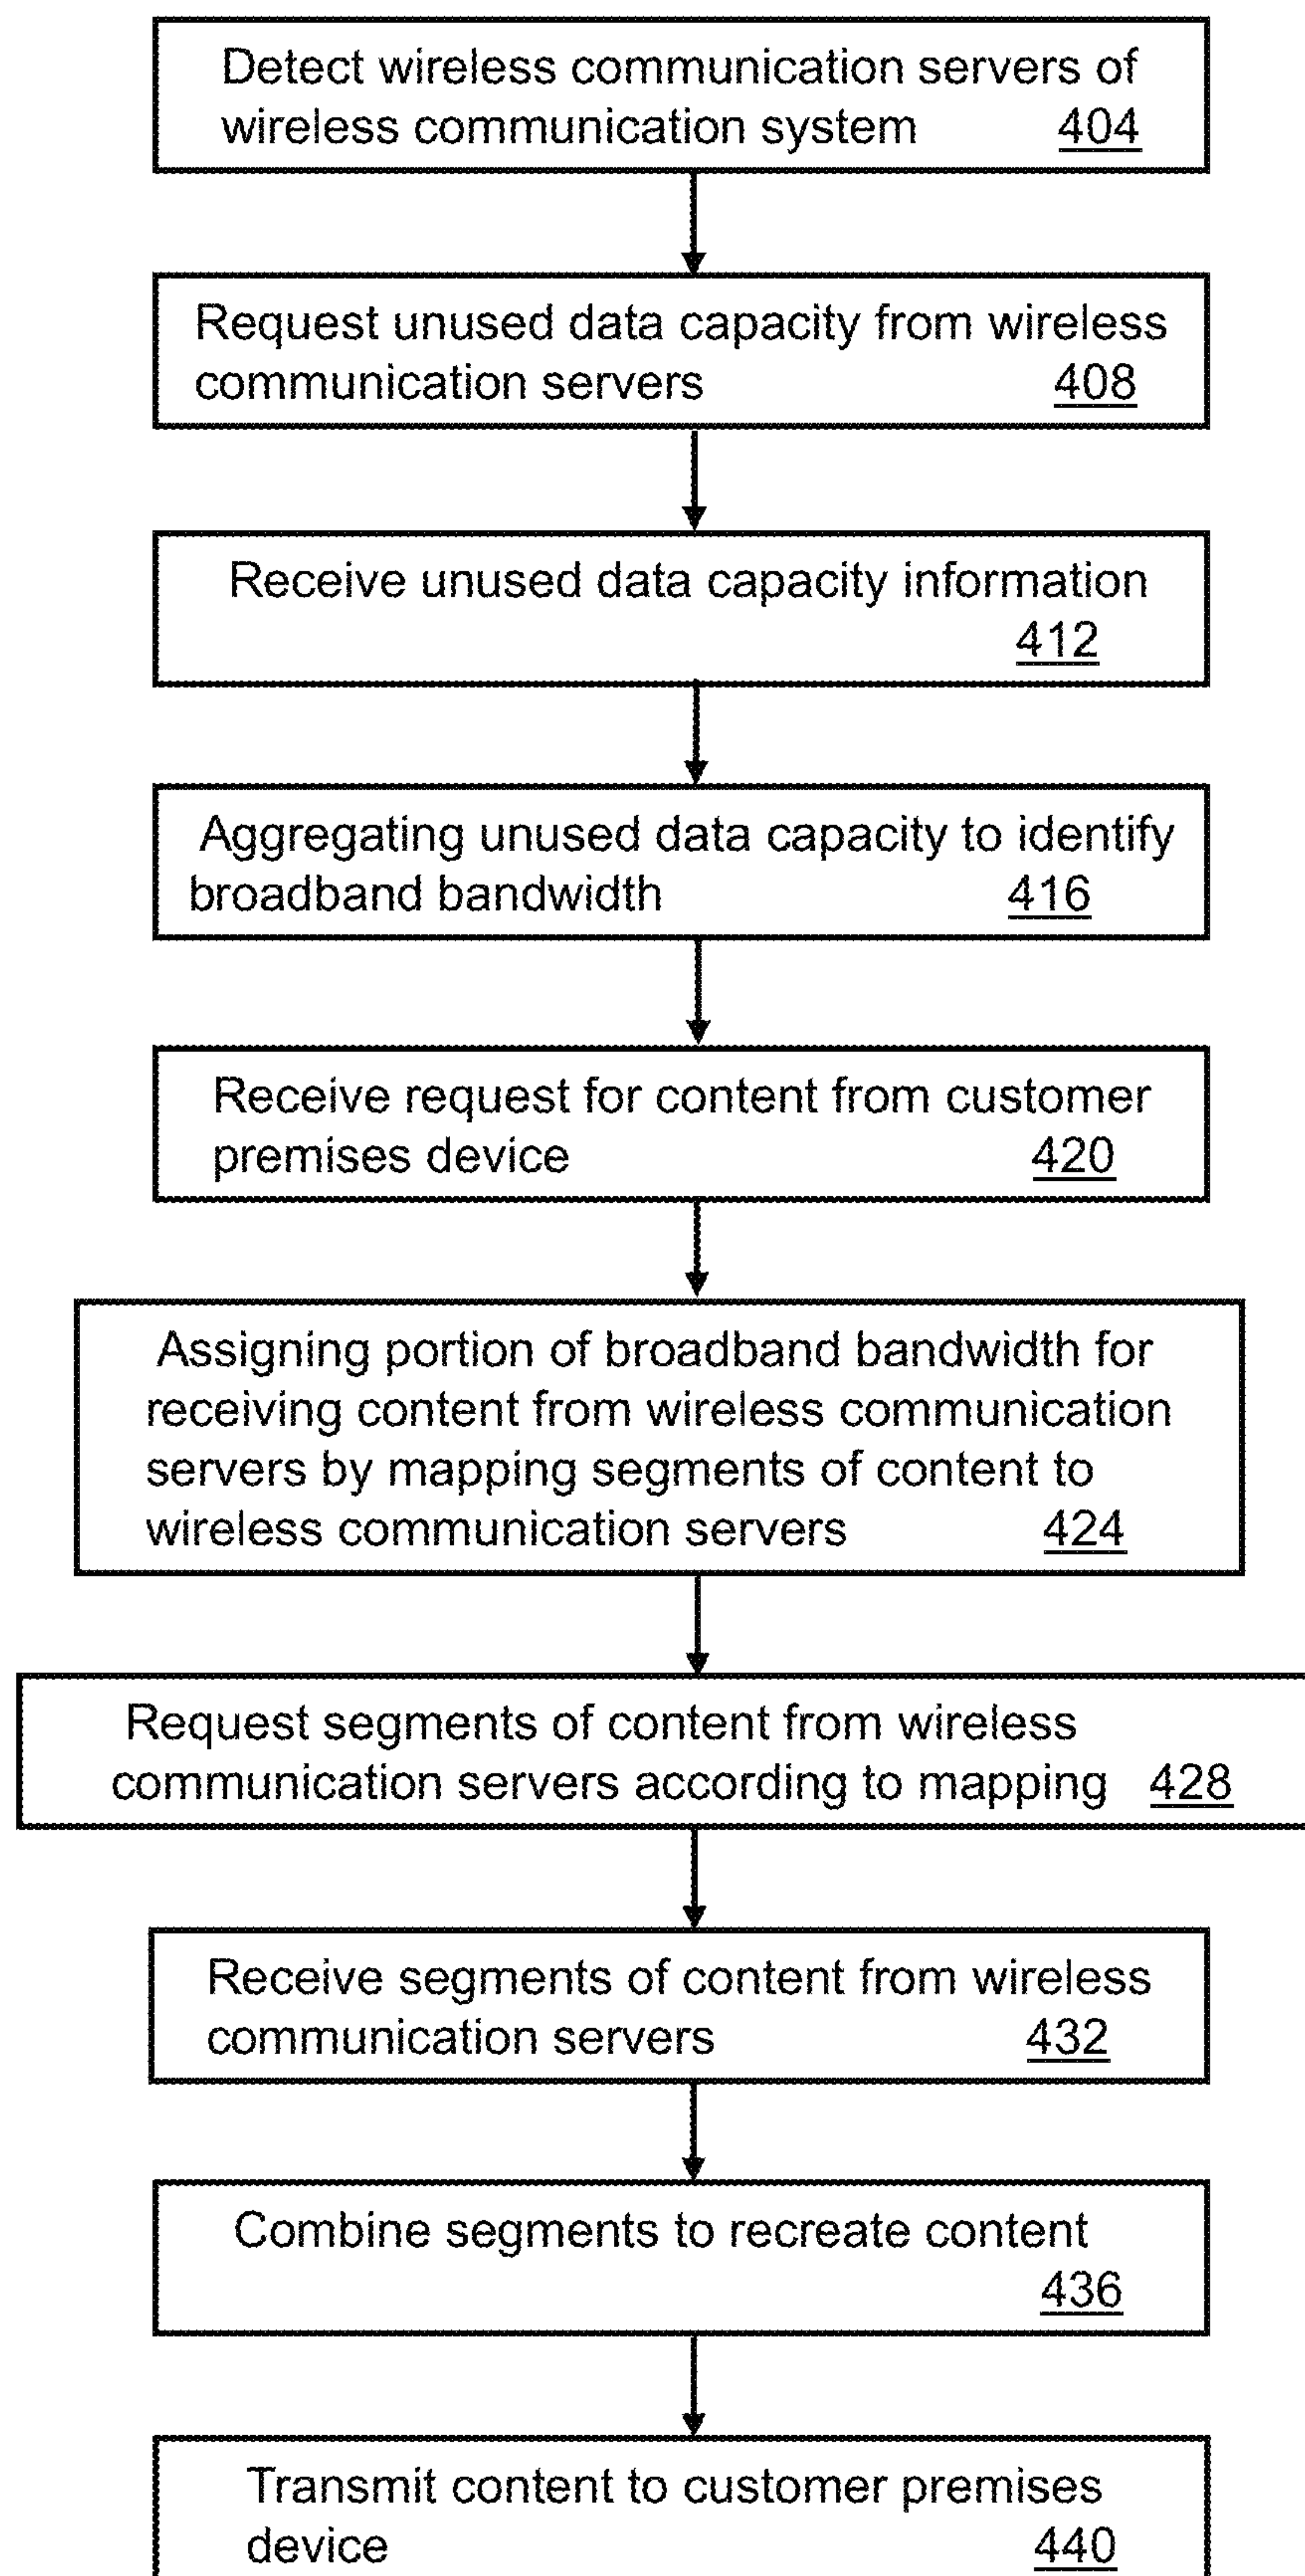 Detect wireless communication servers of
wireless communication system 404
Request unused data capacity from wireless
communication servers 408
Receive unused data capacity information
412
Aggregating unused data capacity to identify
broadband bandwidth 416
Receive request for content from customer
premises device 420
Assigning portion of broadband bandwidth for
receiving content from wireless communication
servers by mapping segments of content to
wireless communication servers 424
Request segments of content from wireless
communication servers according to mapping 428
Receive segments of content from wireless
communication servers 432
Combine segments to recreate content
436
Transmit content to customer premises
device 440